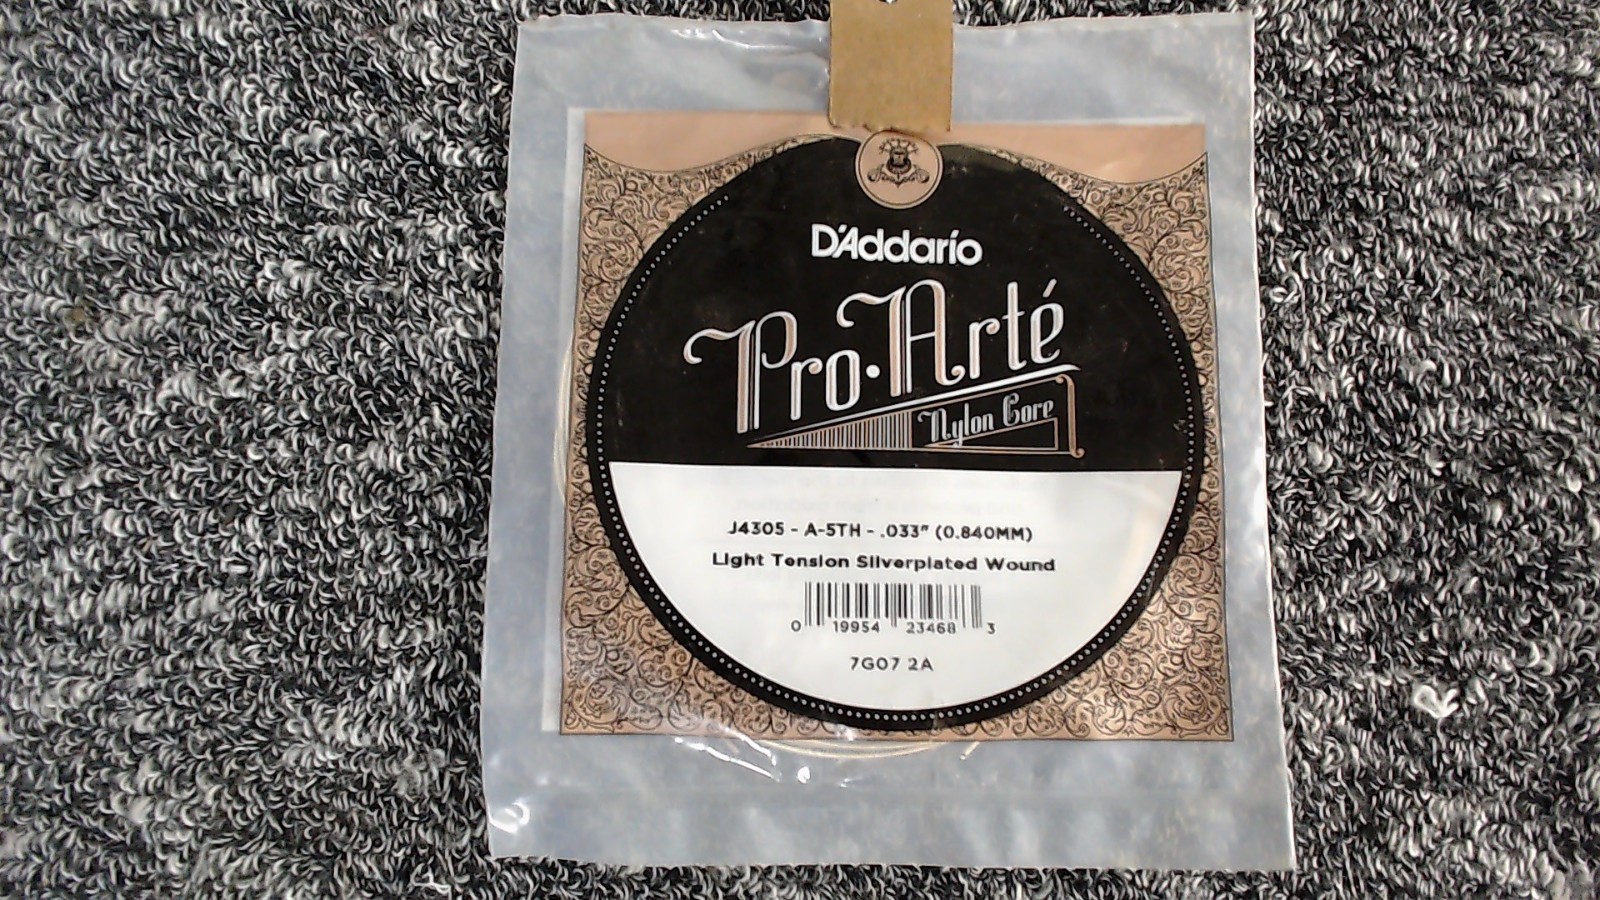 D'Addario
Pro·Arté
Nylon Core
J4305 - A-5TH - .033" (0.840MM)
Light Tension Silverplated Wound
0 19954 23468 3
7G07 2A